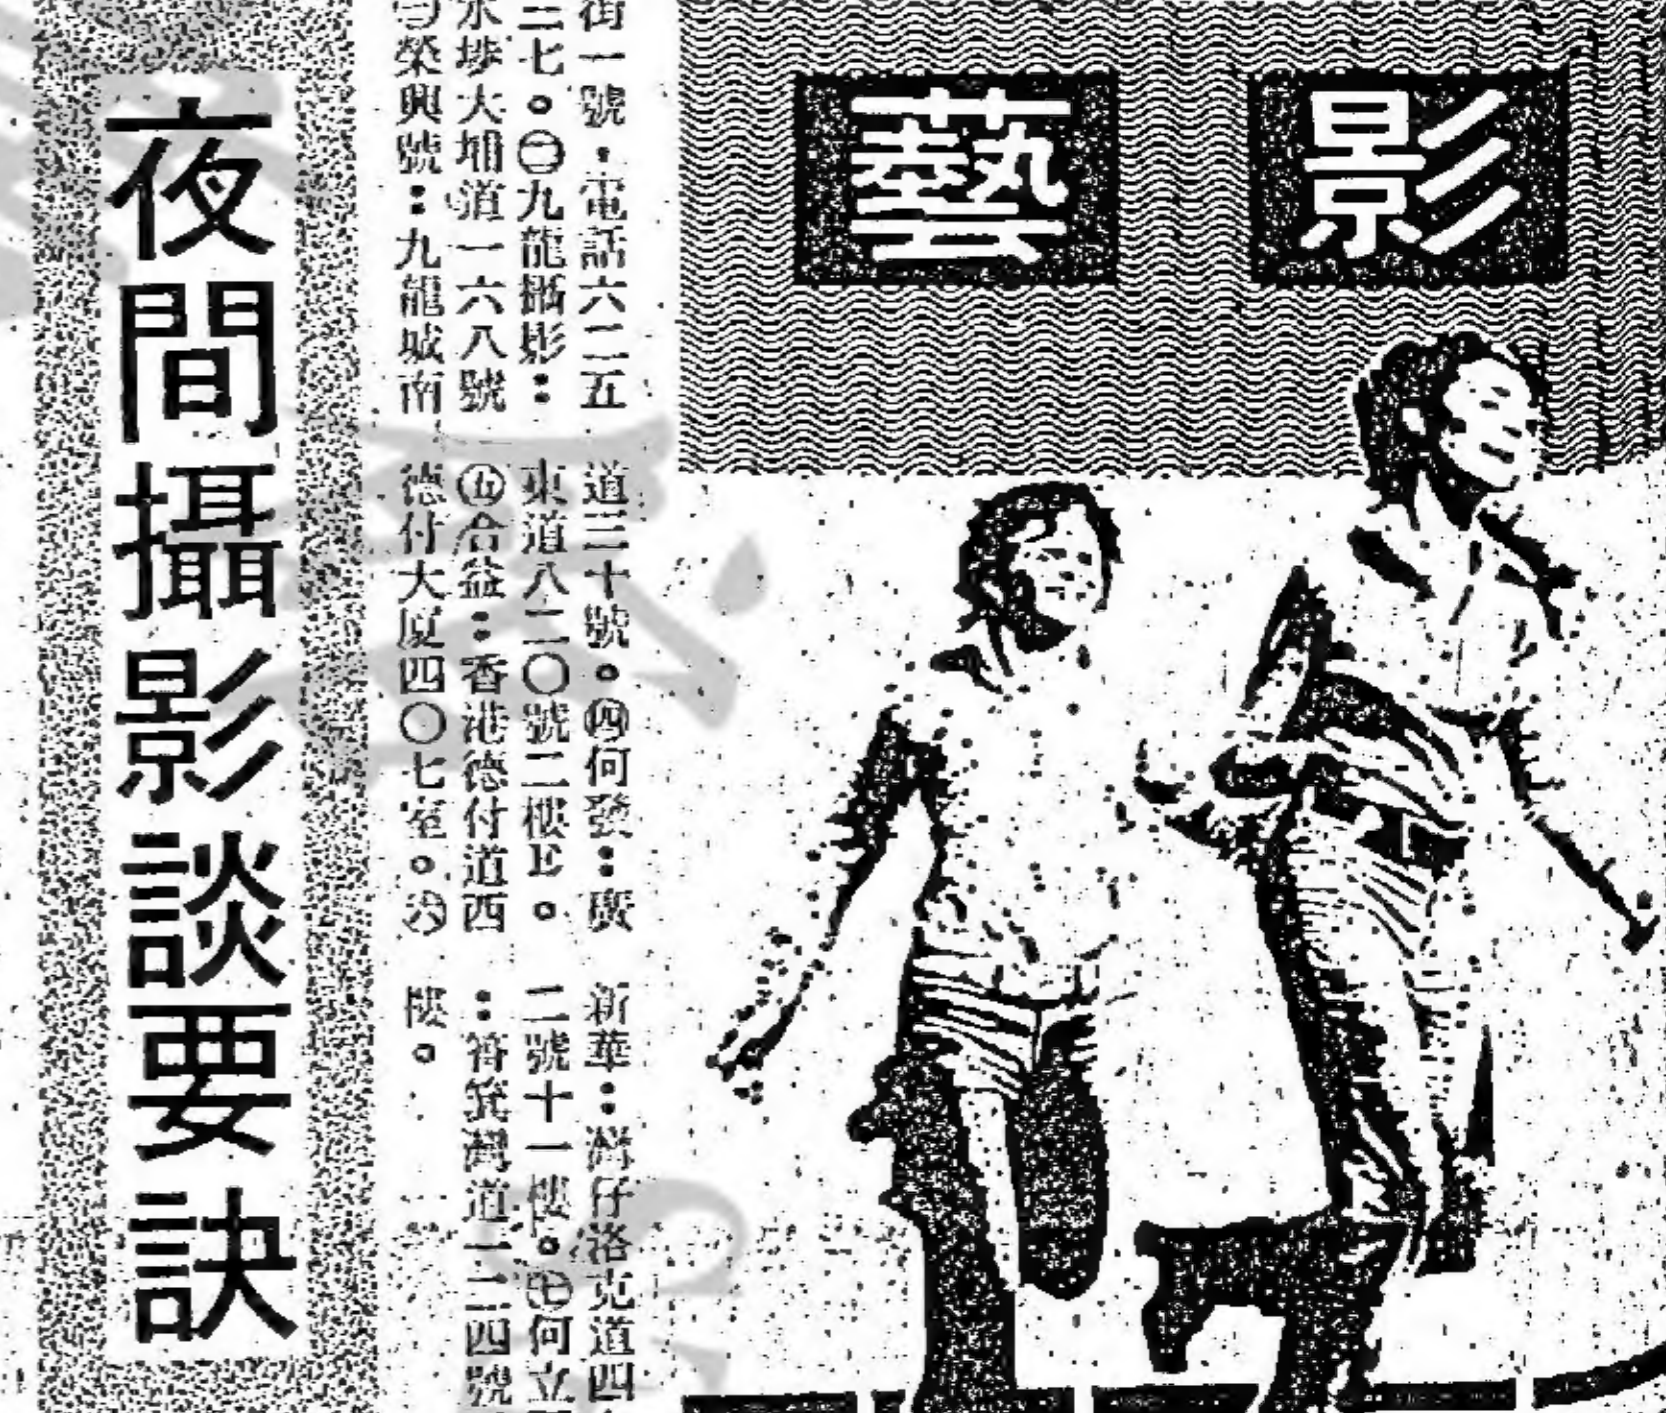 影藝
街一號．電話六二五
二七。㊁九龍攝影：
水埗大埔道一六八號
榮興號：九龍城南
道三十號。㊃何發：廣
東道八二〇號二樓E。
㊄合益：香港德付道西
德付大厦四〇七室。㊅
新華：灣仔洛克道四
二號十一樓。㊆何立
：筲箕灣道二二四號
樓。
夜間攝影談要訣